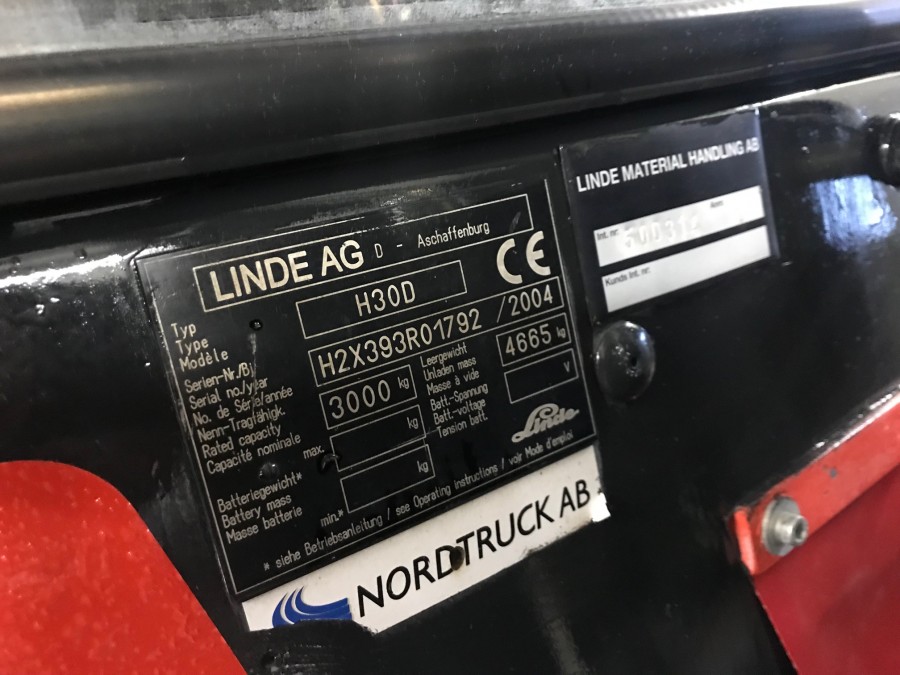 LINDE AG D - Aschaffenburg
CE
Typ
Type
Modèle
H30D
Serien-Nr./Bj
Serial no./year
No. de Série/année
H2X393R01792 /2004
Nenn-Tragfähigk.
Rated capacity
Capacité nominale
3000 kg
Leergewicht
Unladen mass
Masse à vide
4665 kg
Batteriegewicht*
Battery mass
Masse batterie
max. kg
min.* kg
Batt.-Spannung
Batt.-voltage
Tension batt.
V
Linde
* siehe Betriebsanleitung / see Operating Instructions / voir Mode d'emploi
NORDTRUCK AB
LINDE MATERIAL HANDLING AB
Int. nr:
Kunds Int. nr: